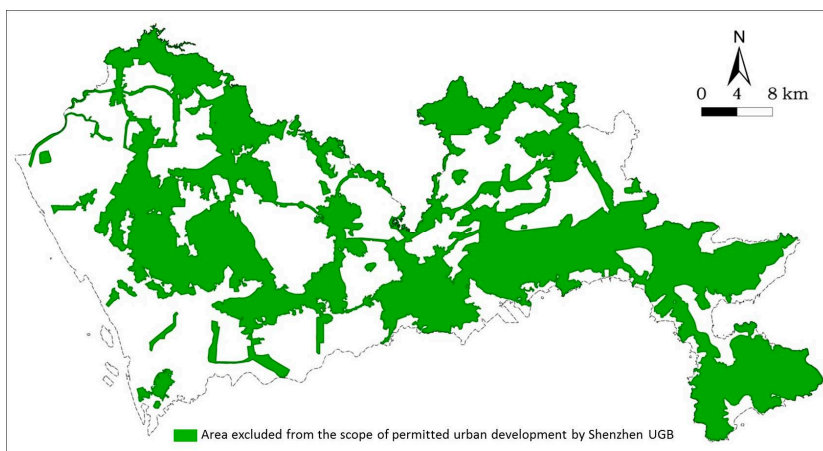 N
0 4 8 km
Area excluded from the scope of permitted urban development by Shenzhen UGB